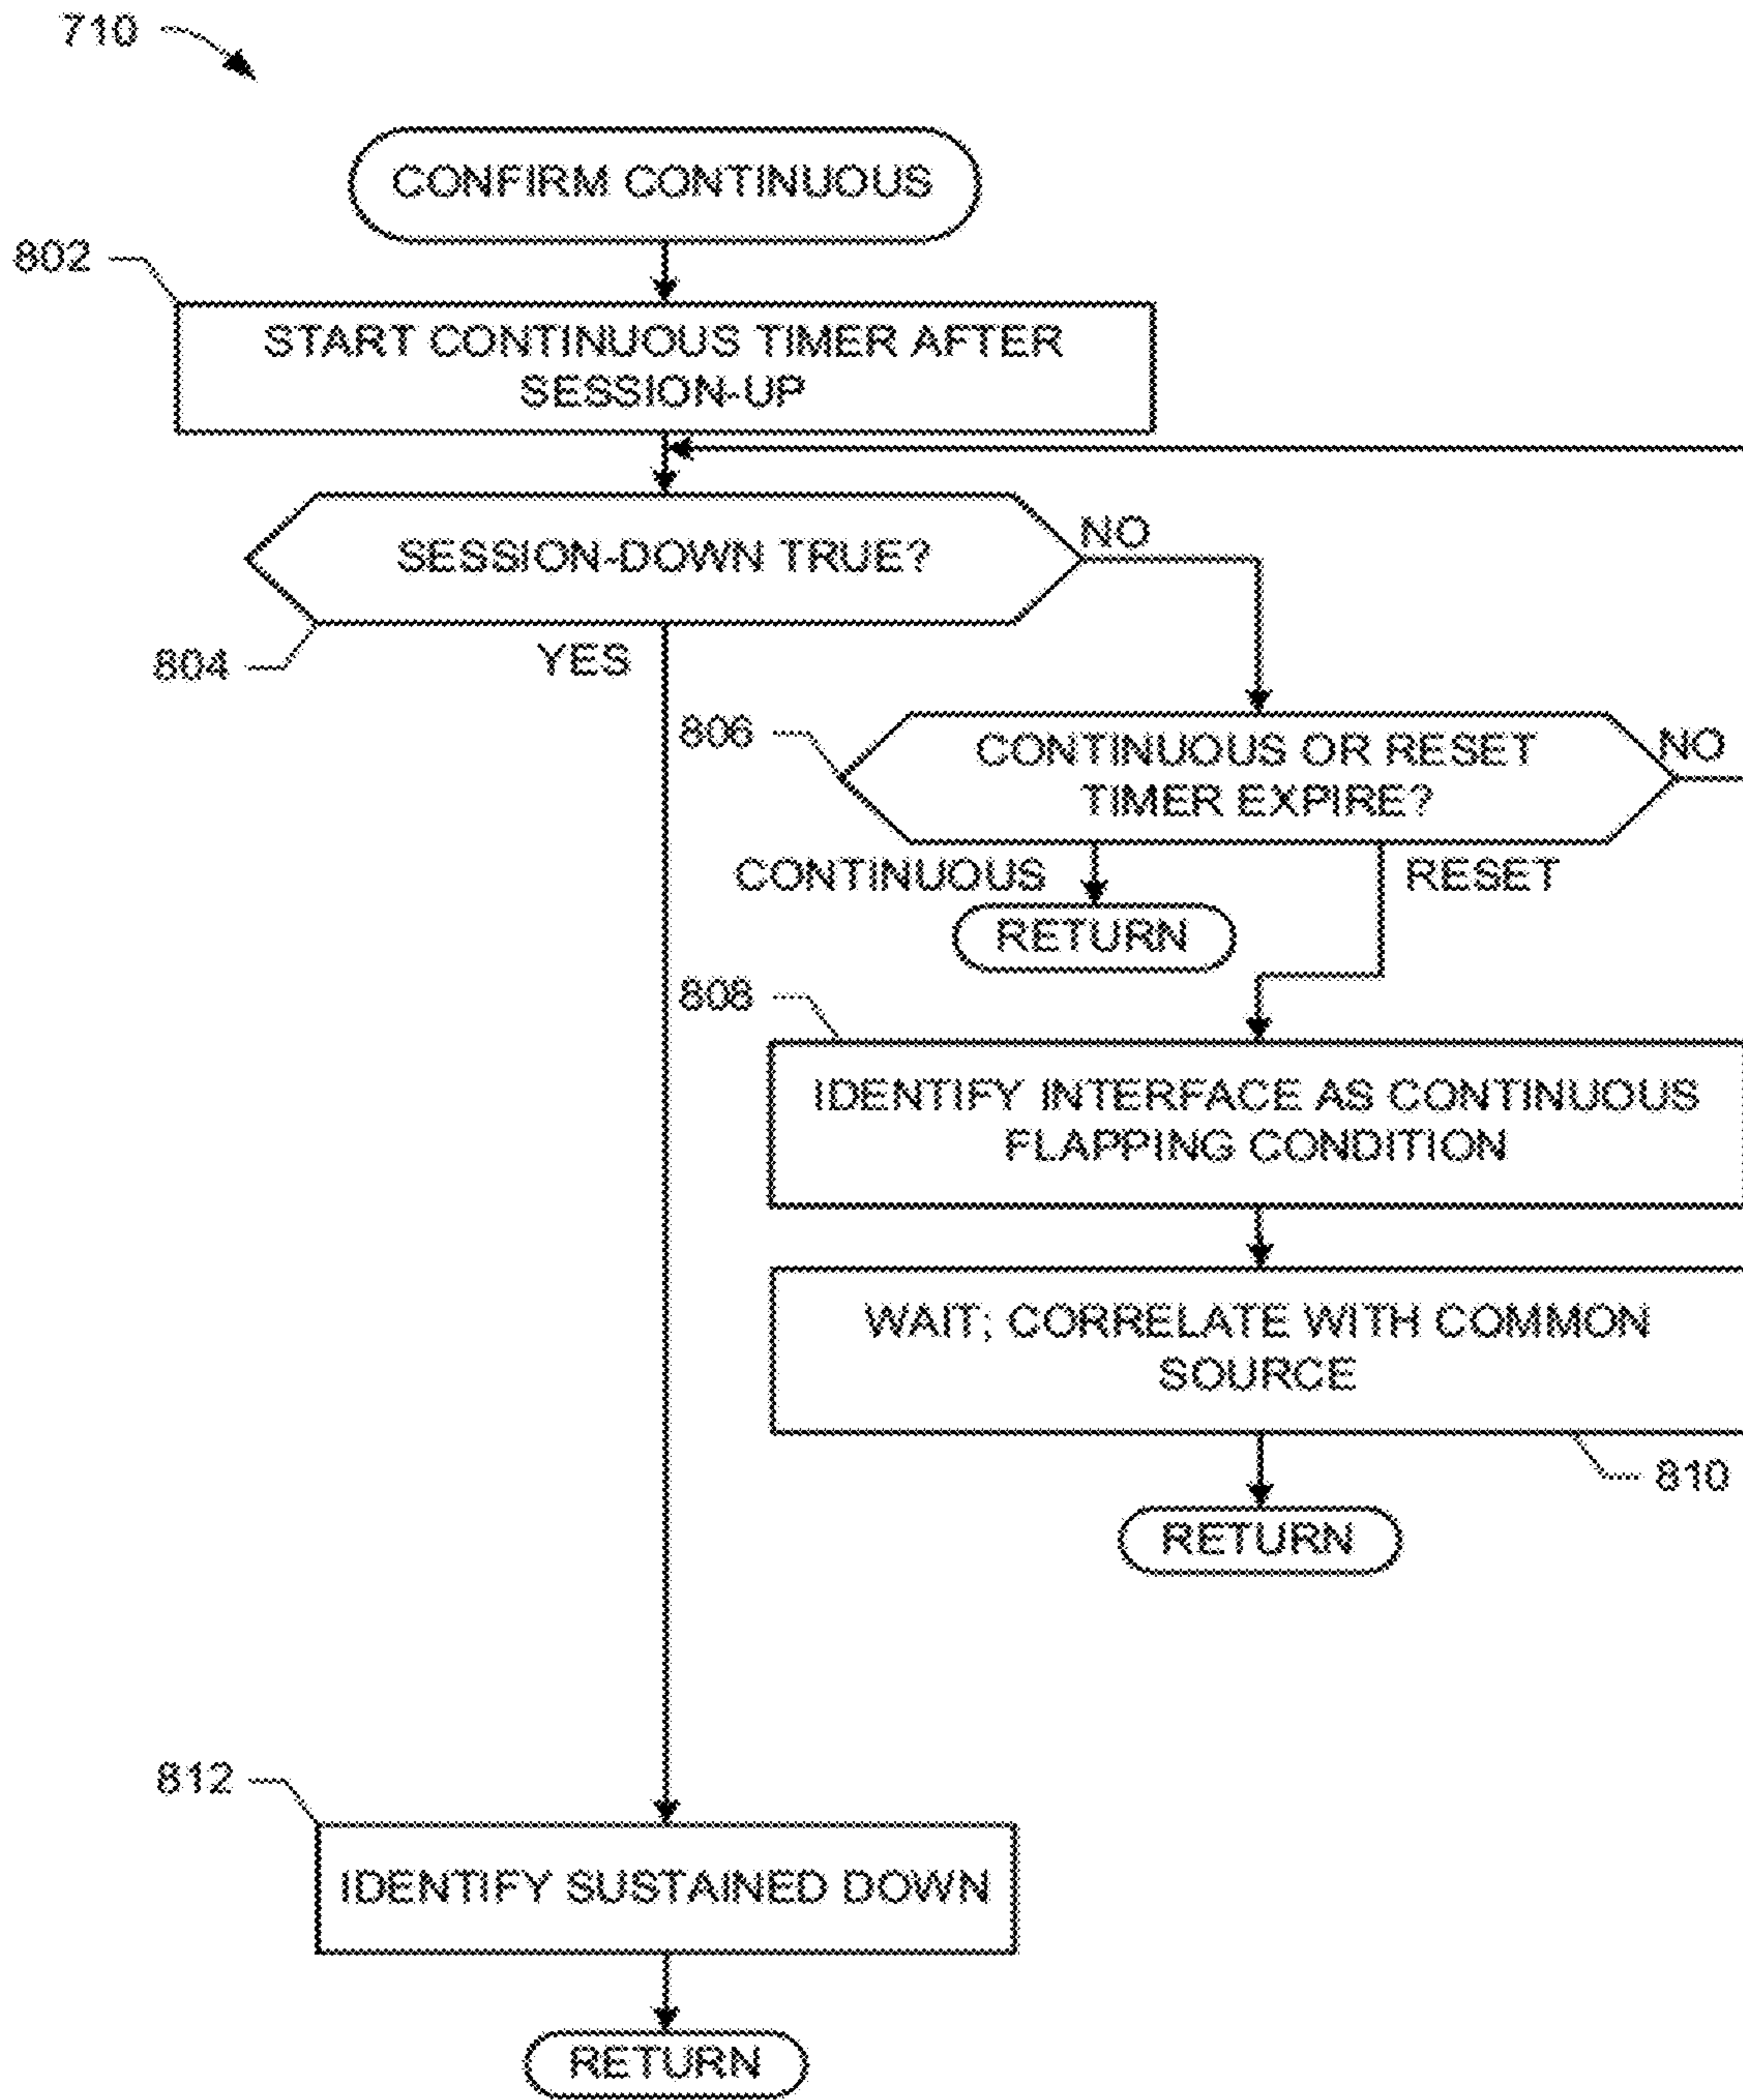 710
CONFIRM CONTINUOUS
802
START CONTINUOUS TIMER AFTER
SESSION-UP
SESSION-DOWN TRUE?
NO
804
YES
806
CONTINUOUS OR RESET
TIMER EXPIRE?
NO
CONTINUOUS
RESET
RETURN
808
IDENTIFY INTERFACE AS CONTINUOUS
FLAPPING CONDITION
WAIT; CORRELATE WITH COMMON
SOURCE
810
RETURN
812
IDENTIFY SUSTAINED DOWN
RETURN